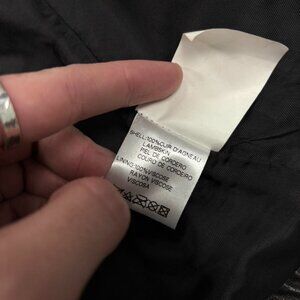 SHELL:100%CUIR D'AGNEAU
LAMBSKIN
PIEL DE CORDERO
COURO DE CORDEIRO
LINING:100%VISCOSE
RAYON VISCOSE
VISCOSA